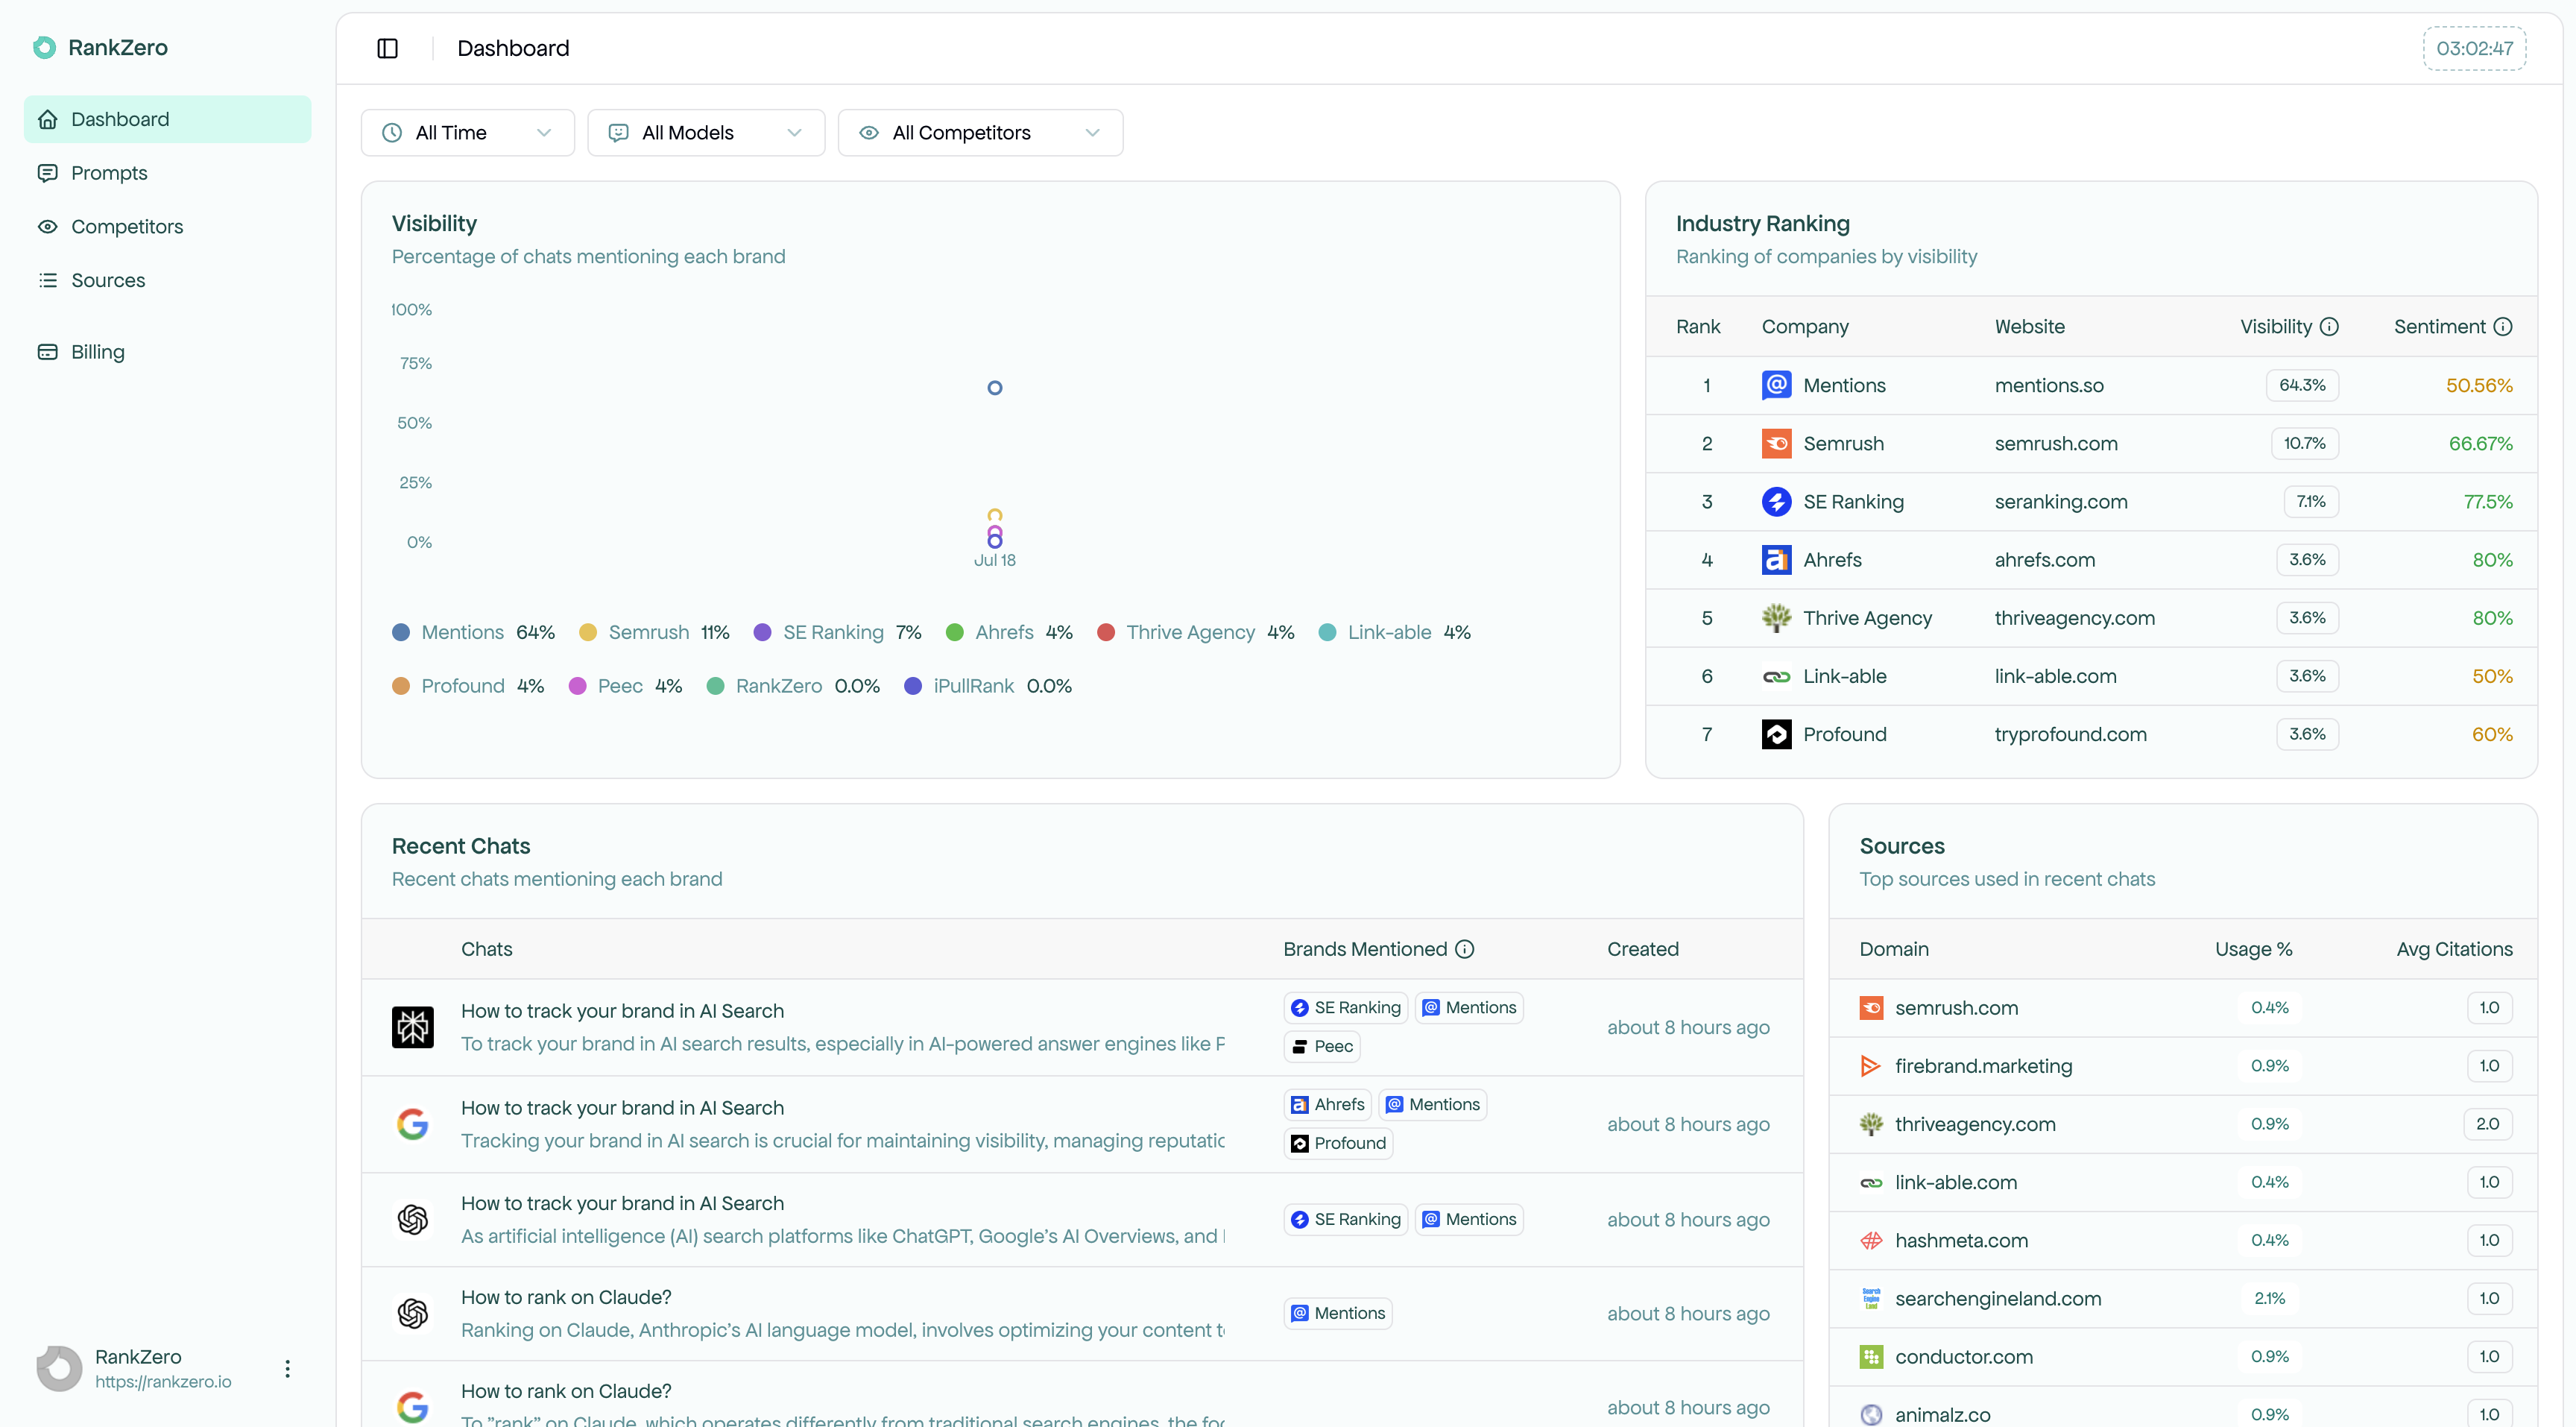 RankZero
Dashboard
Prompts
Competitors
Sources
Billing
RankZero
https://rankzero.io
Dashboard
03:02:47
All Time
All Models
All Competitors
Visibility
Percentage of chats mentioning each brand
100%
75%
50%
25%
0%
Jul 18
Mentions 64% Semrush 11% SE Ranking 7% Ahrefs 4% Thrive Agency 4% Link-able 4%
Profound 4% Peec 4% RankZero 0.0% iPullRank 0.0%
Industry Ranking
Ranking of companies by visibility
Rank Company Website Visibility Sentiment
1 Mentions mentions.so 64.3% 50.56%
2 Semrush semrush.com 10.7% 66.67%
3 SE Ranking seranking.com 7.1% 77.5%
4 Ahrefs ahrefs.com 3.6% 80%
5 Thrive Agency thriveagency.com 3.6% 80%
6 Link-able link-able.com 3.6% 50%
7 Profound tryprofound.com 3.6% 60%
Recent Chats
Recent chats mentioning each brand
Chats Brands Mentioned Created
How to track your brand in AI Search
To track your brand in AI search results, especially in AI-powered answer engines like P
SE Ranking Mentions
Peec
about 8 hours ago
How to track your brand in AI Search
Tracking your brand in AI search is crucial for maintaining visibility, managing reputatic
Ahrefs Mentions
Profound
about 8 hours ago
How to track your brand in AI Search
As artificial intelligence (AI) search platforms like ChatGPT, Google's AI Overviews, and
SE Ranking Mentions
about 8 hours ago
How to rank on Claude?
Ranking on Claude, Anthropic's AI language model, involves optimizing your content t
Mentions
about 8 hours ago
How to rank on Claude?
To "rank" on Claude, which operates differently from traditional search engines, the foc
about 8 hours ago
Sources
Top sources used in recent chats
Domain Usage % Avg Citations
semrush.com 0.4% 1.0
firebrand.marketing 0.9% 1.0
thriveagency.com 0.9% 2.0
link-able.com 0.4% 1.0
hashmeta.com 0.4% 1.0
Search Engine Land
searchengineland.com 2.1% 1.0
conductor.com 0.9% 1.0
animalz.co 0.9% 1.0